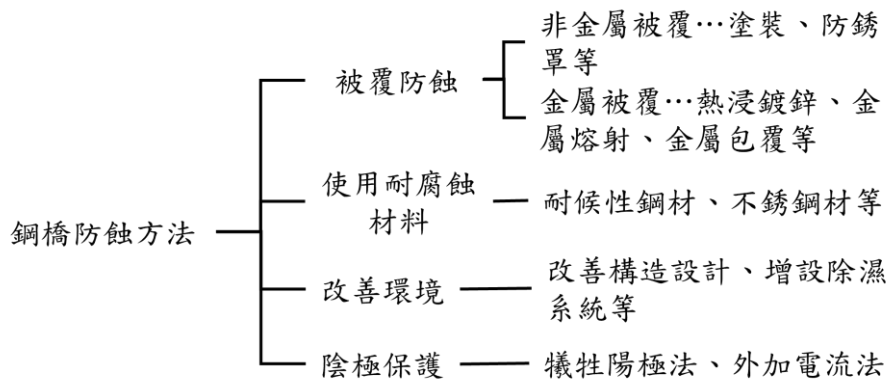 鋼橋防蝕方法
被覆防蝕
非金屬被覆…塗裝、防銹
罩等
金屬被覆…熱浸鍍鋅、金
屬熔射、金屬包覆等
使用耐腐蝕
材料
耐候性鋼材、不銹鋼材等
改善環境
改善構造設計、增設除濕
系統等
陰極保護
犧牲陽極法、外加電流法